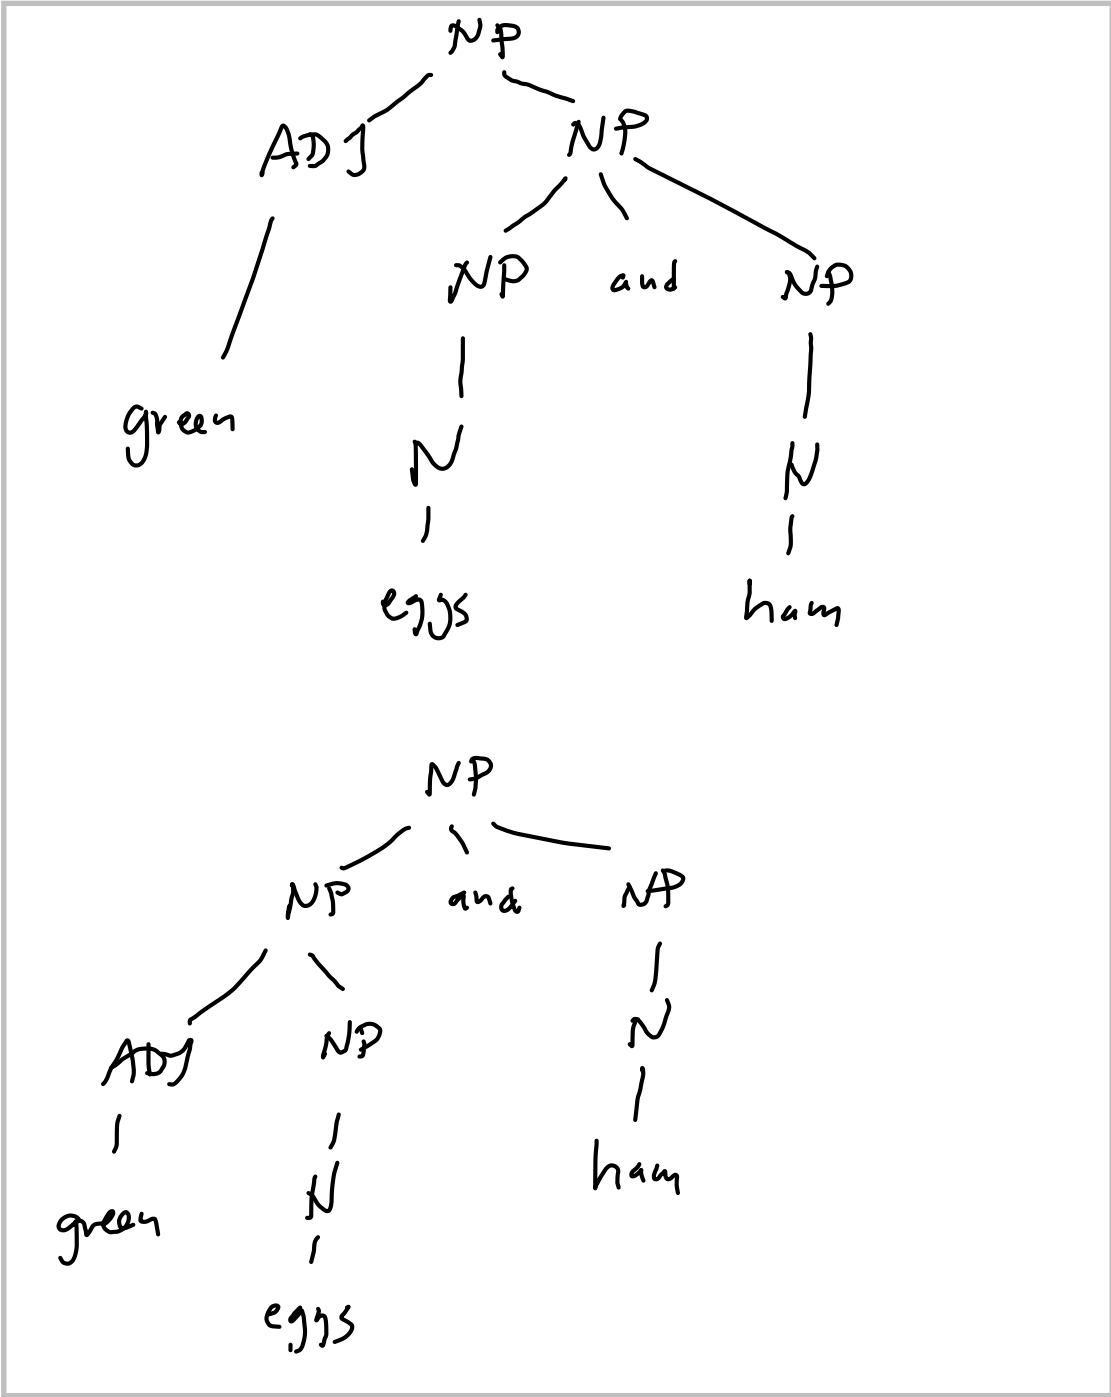 NP
ADJ NP
NP and NP
green N N
eggs ham
NP
NP and NP
ADJ NP N
green N ham
eggs